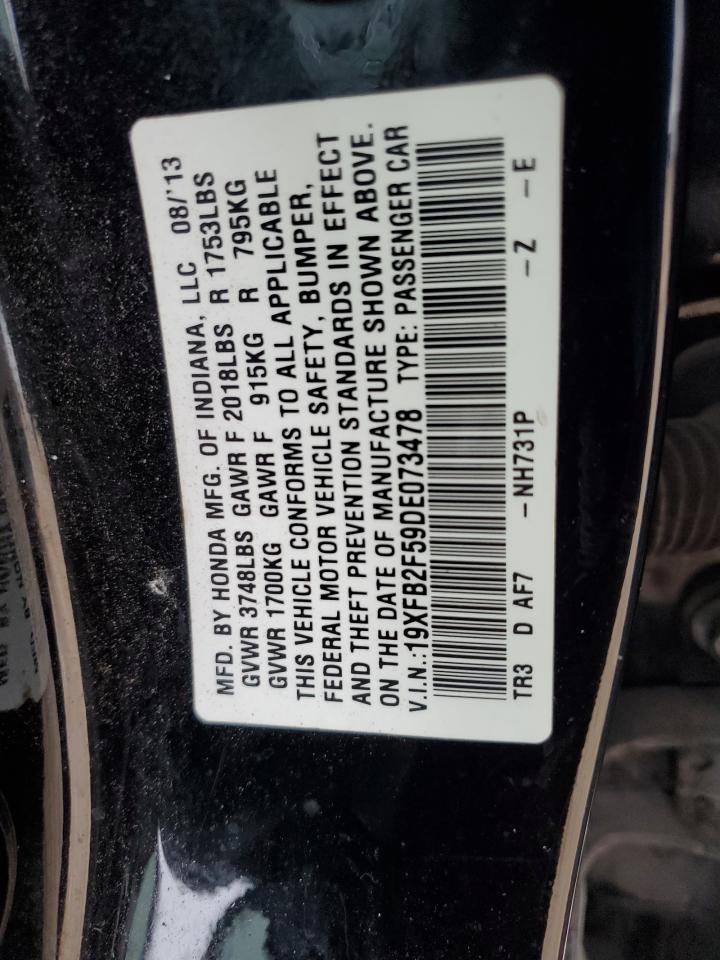 MFD. BY HONDA MFG. OF INDIANA, LLC 08/'13
GVWR 3748LBS GAWR F 2018LBS R 1753LBS
GVWR 1700KG GAWR F 915KG R 795KG
THIS VEHICLE CONFORMS TO ALL APPLICABLE
FEDERAL MOTOR VEHICLE SAFETY, BUMPER,
AND THEFT PREVENTION STANDARDS IN EFFECT
ON THE DATE OF MANUFACTURE SHOWN ABOVE.
V.I.N.:19XFB2F59DE073478 TYPE: PASSENGER CAR
TR3 D AF7 -NH731P -Z -E